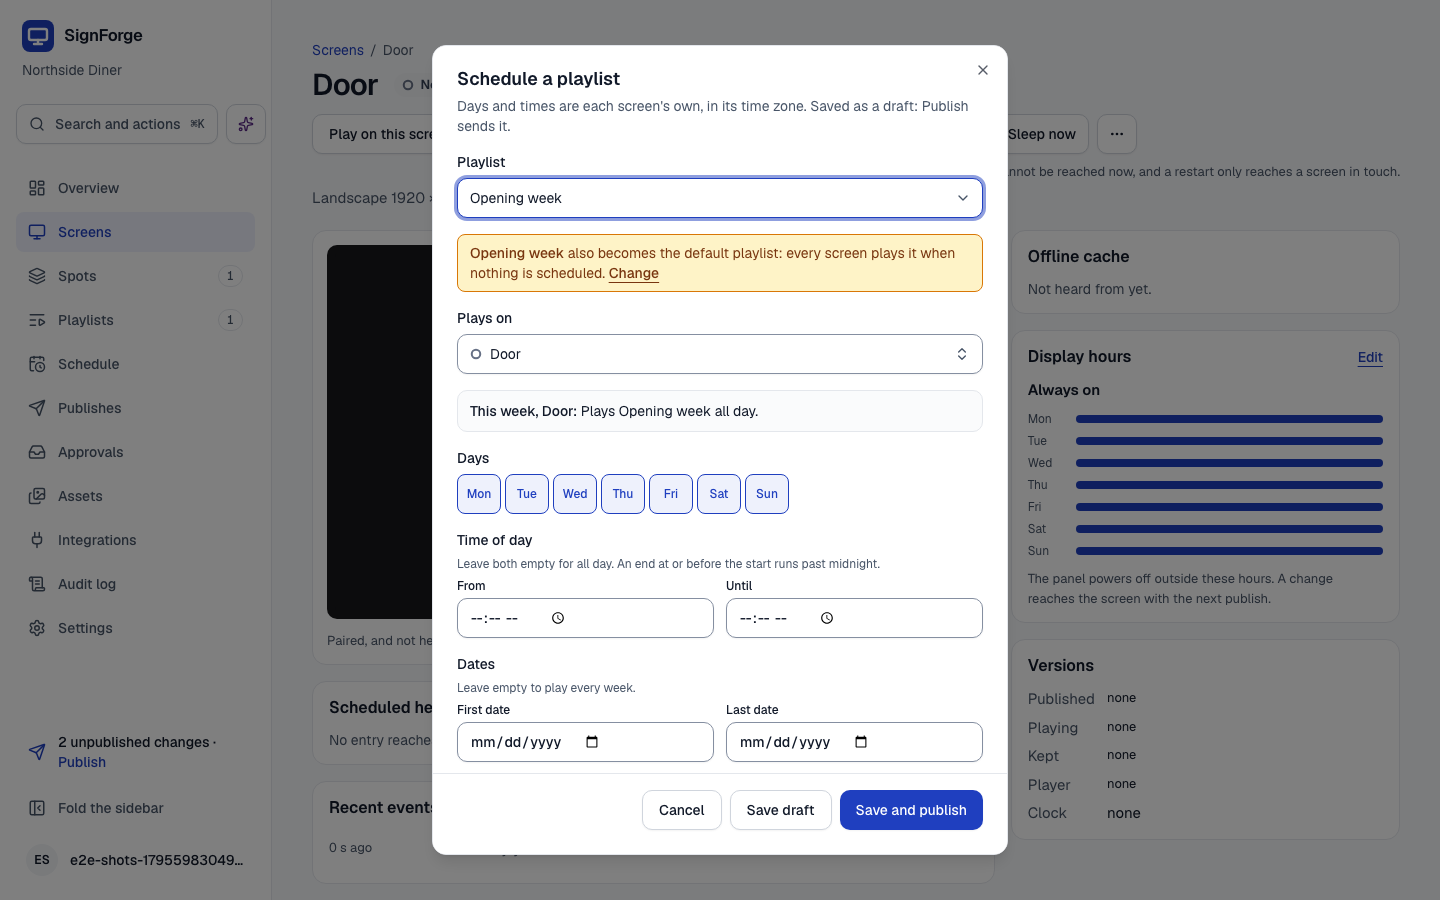 SignForge
Northside Diner
Search and actions ⌘K
Overview
Screens
Spots 1
Playlists 1
Schedule
Publishes
Approvals
Assets
Integrations
Audit log
Settings
2 unpublished changes ·
Publish
Fold the sidebar
ES e2e-shots-17955983049...
Screens / Door
Door
Play on this
Sleep now
and a restart only reaches a screen in touch.
Landscape 1920
Paired, and not
Scheduled
No entry
Recent events
0 s ago
Schedule a playlist
Days and times are each screen's own, in its time zone. Saved as a draft: Publish
sends it.
Playlist
Opening week
Opening week also becomes the default playlist: every screen plays it when
nothing is scheduled. Change
Plays on
Door
This week, Door: Plays Opening week all day.
Days
Mon Tue Wed Thu Fri Sat Sun
Time of day
Leave both empty for all day. An end at or before the start runs past midnight.
From Until
--:-- -- --:-- --
Dates
Leave empty to play every week.
First date Last date
mm/dd/yyyy mm/dd/yyyy
Cancel Save draft Save and publish
Offline cache
Not heard from yet.
Display hours Edit
Always on
Mon
Tue
Wed
Thu
Fri
Sat
Sun
The panel powers off outside these hours. A change
reaches the screen with the next publish.
Versions
Published none
Playing none
Kept none
Player none
Clock none